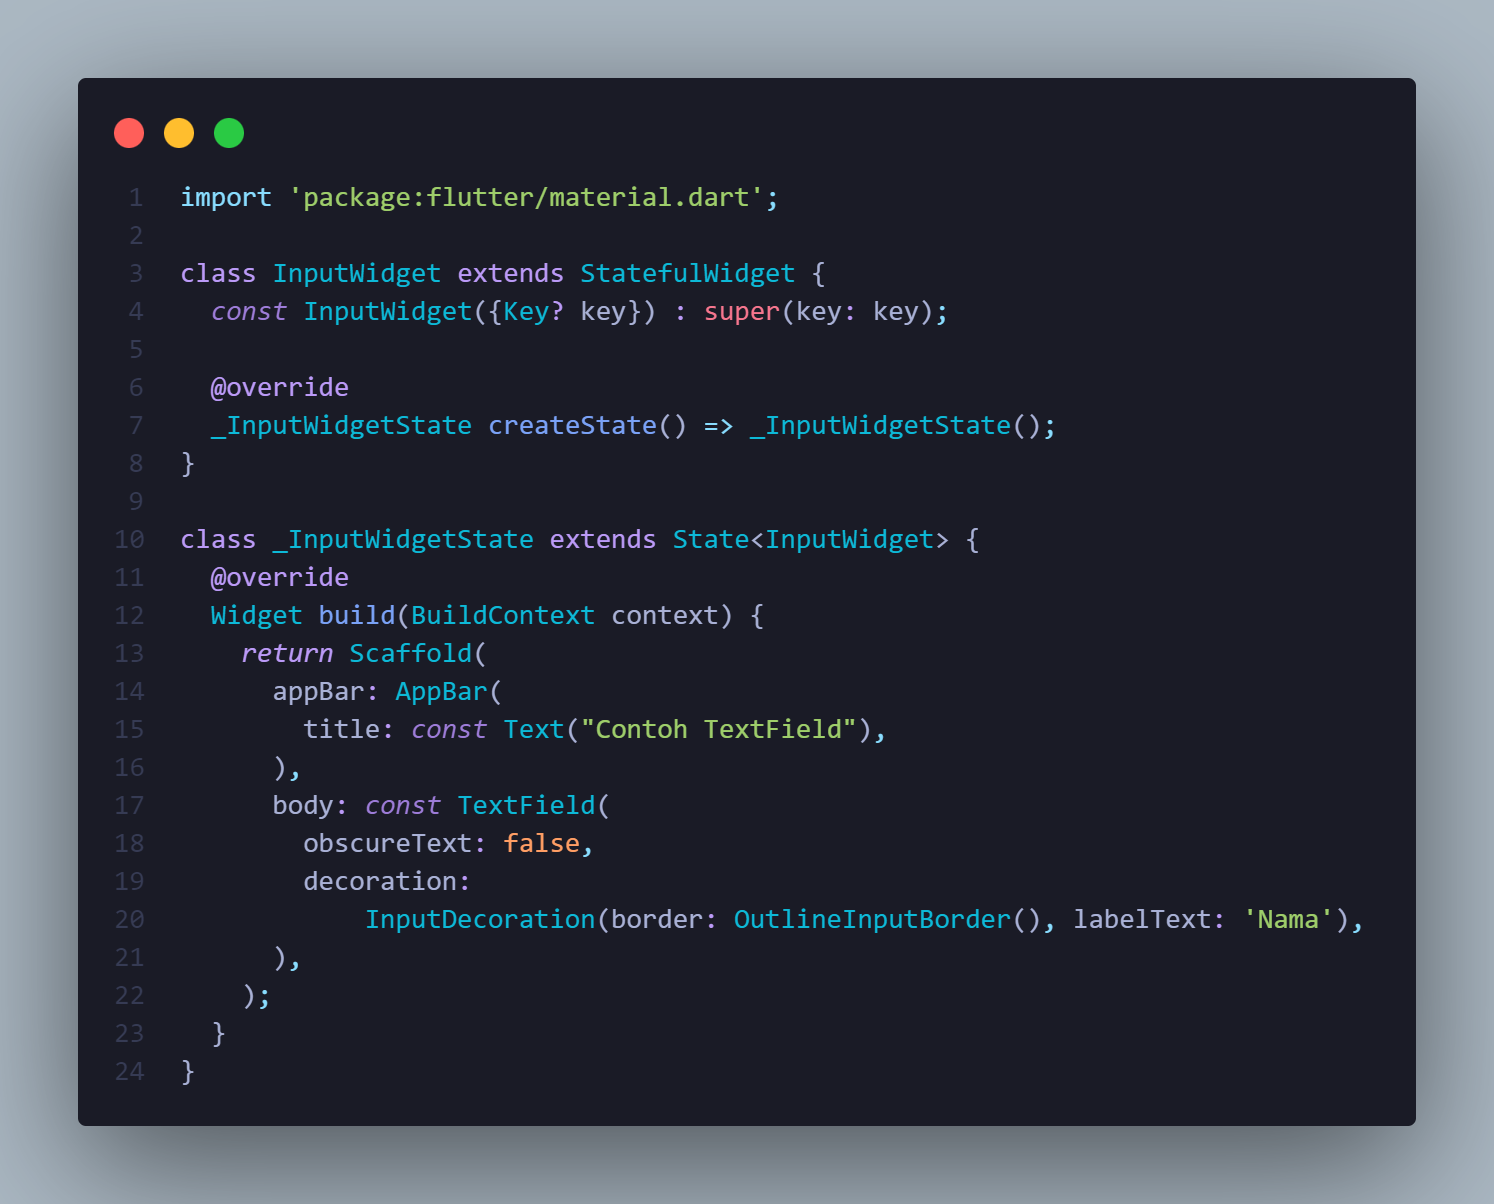 1 import 'package:flutter/material.dart';
2
3 class InputWidget extends StatefulWidget {
4   const InputWidget({Key? key}) : super(key: key);
5
6   @override
7   _InputWidgetState createState() => _InputWidgetState();
8 }
9
10 class _InputWidgetState extends State<InputWidget> {
11   @override
12   Widget build(BuildContext context) {
13     return Scaffold(
14       appBar: AppBar(
15         title: const Text("Contoh TextField"),
16       ),
17       body: const TextField(
18         obscureText: false,
19         decoration:
20             InputDecoration(border: OutlineInputBorder(), labelText: 'Nama'),
21       ),
22     );
23   }
24 }